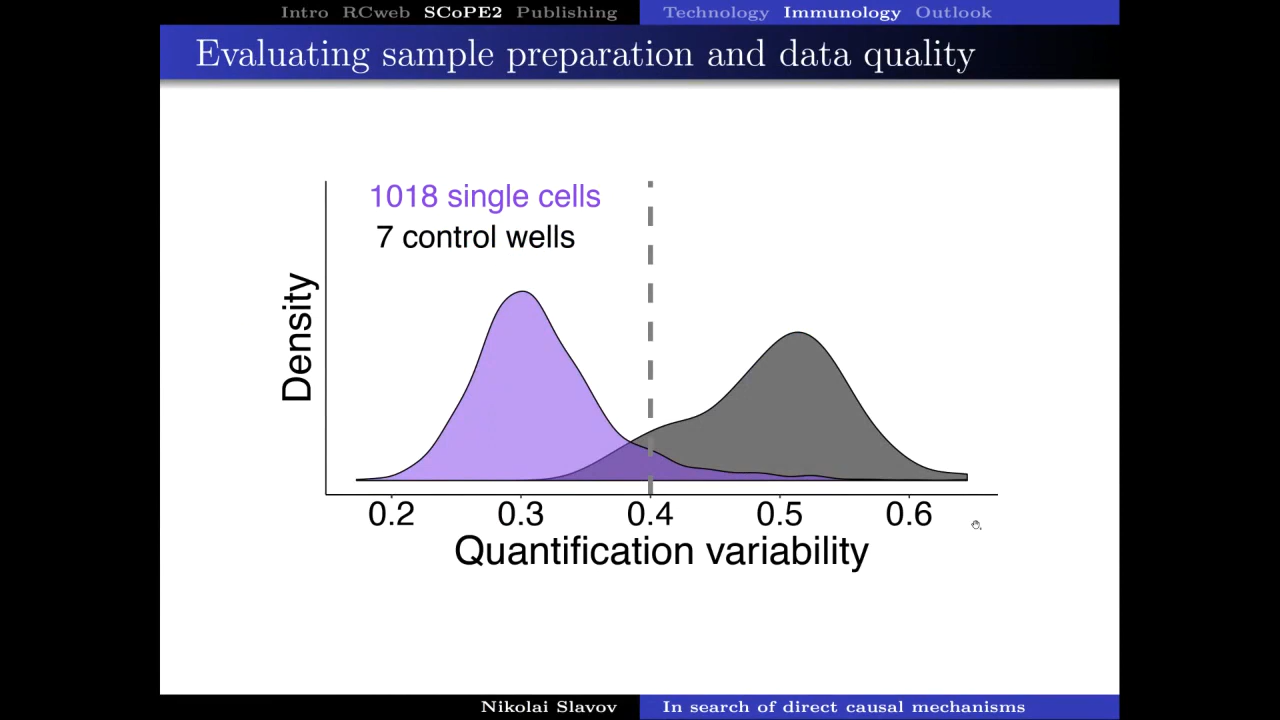 Intro RCweb SCoPE2 Publishing Technology Immunology Outlook
Evaluating sample preparation and data quality
1018 single cells
7 control wells
Density
0.2 0.3 0.4 0.5 0.6
Quantification variability
Nikolai Slavov In search of direct causal mechanisms